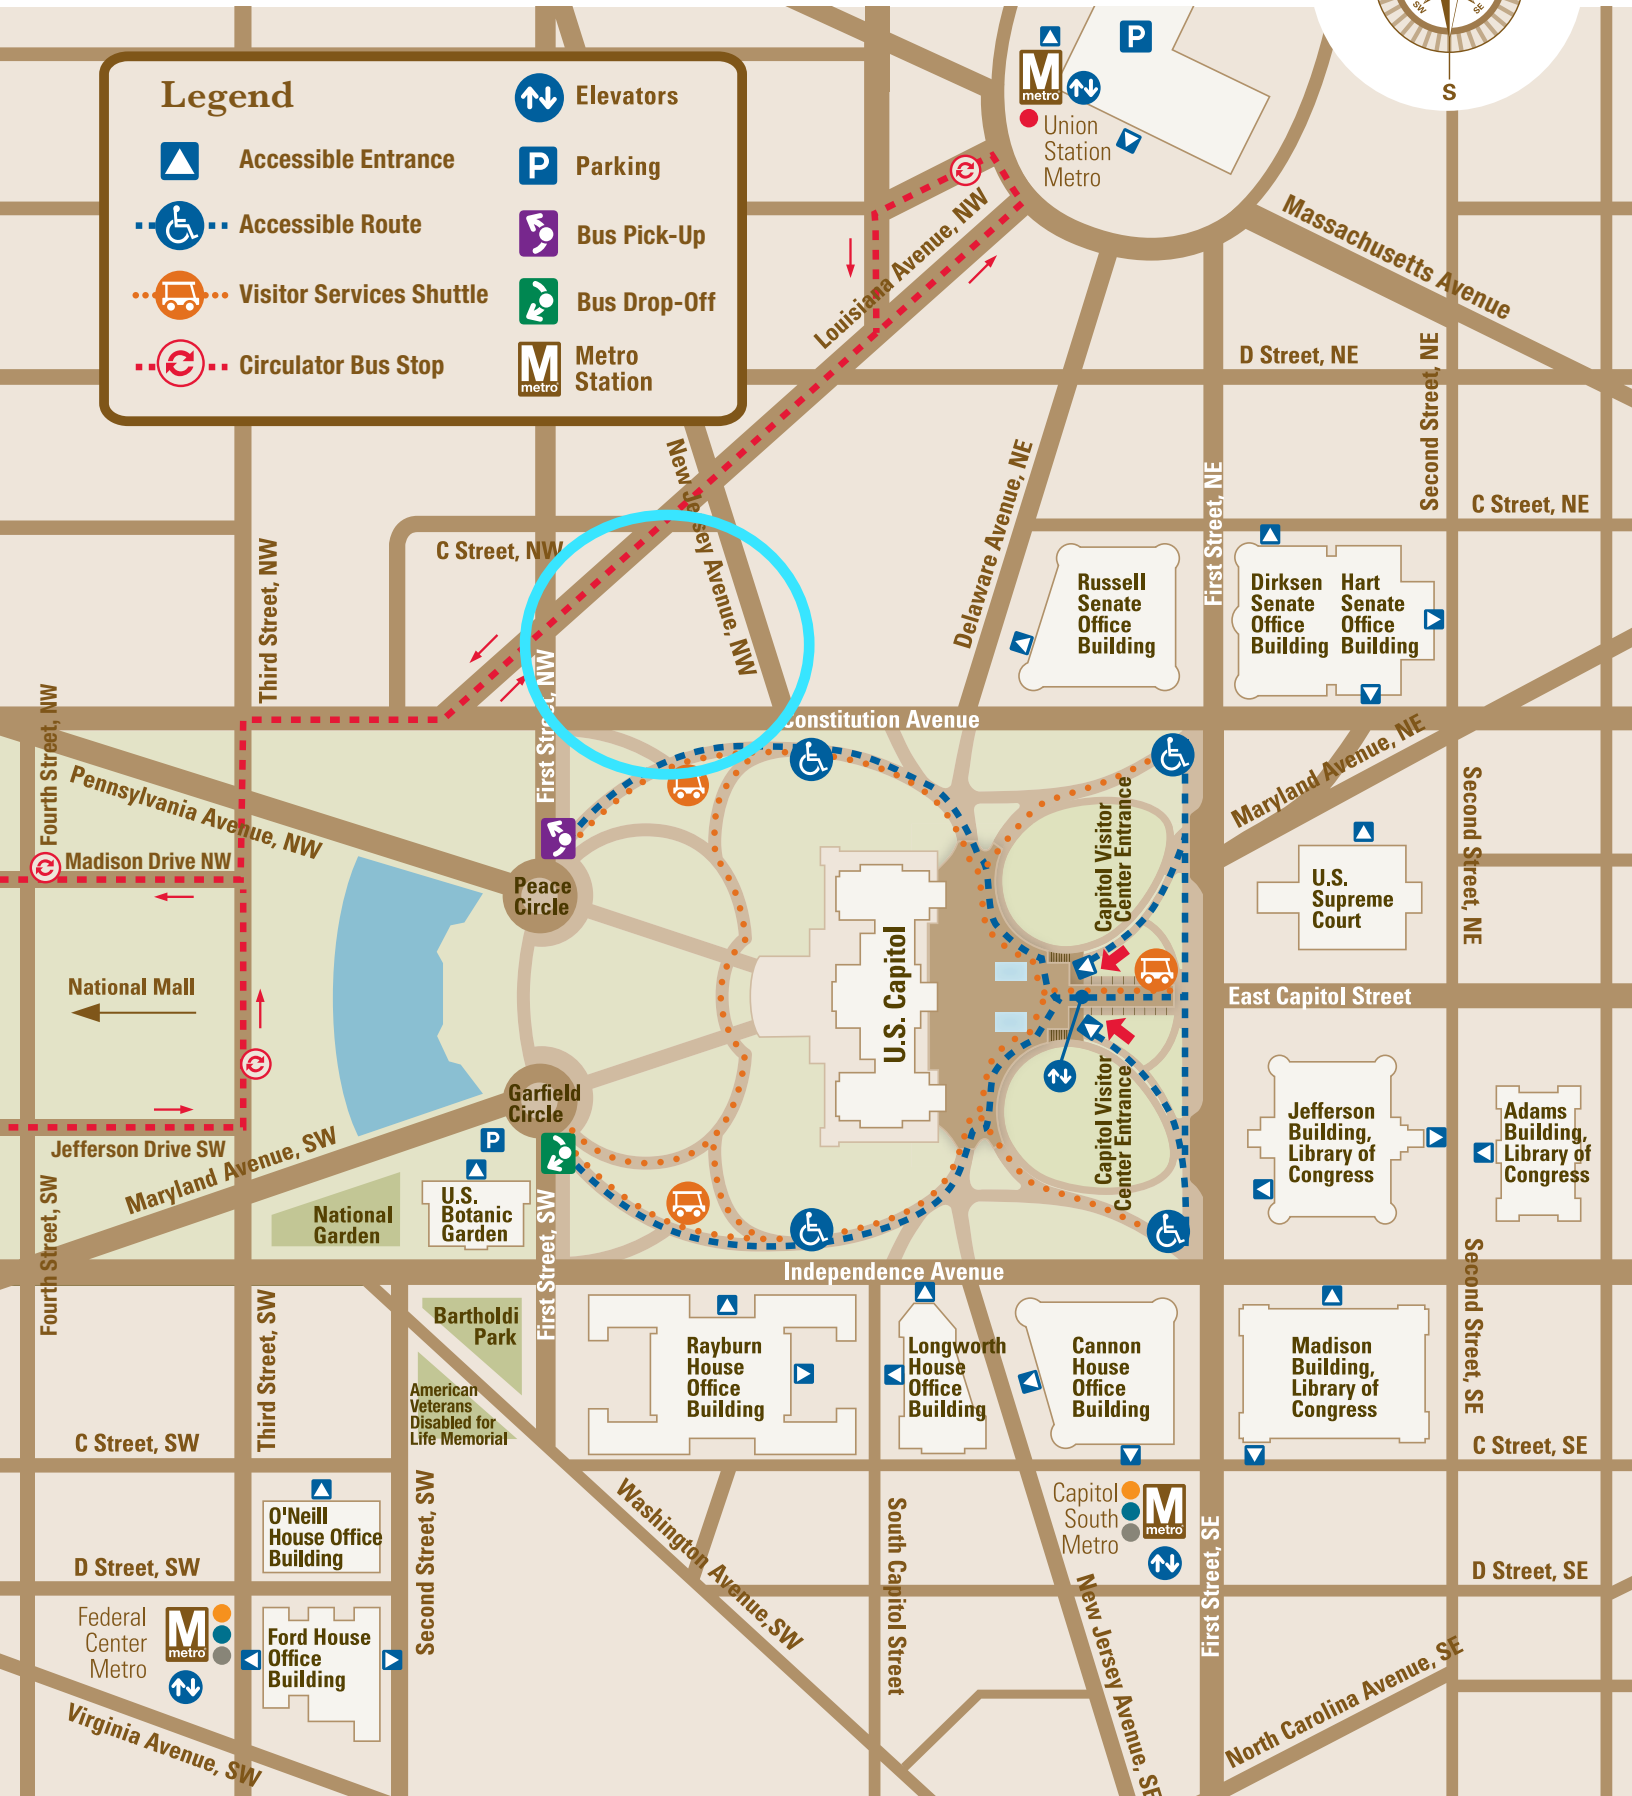 SW
SE
S
Legend
Accessible Entrance
Accessible Route
Visitor Services Shuttle
Circulator Bus Stop
Elevators
P
Parking
Bus Pick-Up
Bus Drop-Off
M
metro
Metro
Station
P
M
metro
Union
Station
Metro
Louisiana Avenue, NW
Massachusetts Avenue
D Street, NE
Second Street, NE
C Street, NE
First Street, NE
Delaware Avenue, NE
New Jersey Avenue, NW
C Street, NW
Third Street, NW
First Street, NW
Russell
Senate
Office
Building
Dirksen
Senate
Office
Building
Hart
Senate
Office
Building
Constitution Avenue
Fourth Street, NW
Pennsylvania Avenue, NW
Madison Drive NW
Maryland Avenue, NE
Second Street, NE
Capitol Visitor
Center Entrance
U.S.
Supreme
Court
Peace
Circle
U.S. Capitol
National Mall
East Capitol Street
Garfield
Circle
P
Capitol Visitor
Center Entrance
Jefferson
Building,
Library of
Congress
Adams
Building,
Library of
Congress
Jefferson Drive SW
Maryland Avenue, SW
Fourth Street, SW
National
Garden
U.S.
Botanic
Garden
First Street, SW
Independence Avenue
Second Street, SE
Third Street, SW
Bartholdi
Park
American
Veterans
Disabled for
Life Memorial
Rayburn
House
Office
Building
Longworth
House
Office
Building
Cannon
House
Office
Building
Madison
Building,
Library of
Congress
C Street, SW
C Street, SE
Second Street, SW
Washington Avenue, SW
South Capitol Street
Capitol
South
Metro
M
metro
First Street, SE
O'Neill
House Office
Building
D Street, SW
D Street, SE
Federal
Center
Metro
M
metro
Ford House
Office
Building
New Jersey Avenue, SE
North Carolina Avenue, SE
Virginia Avenue, SW